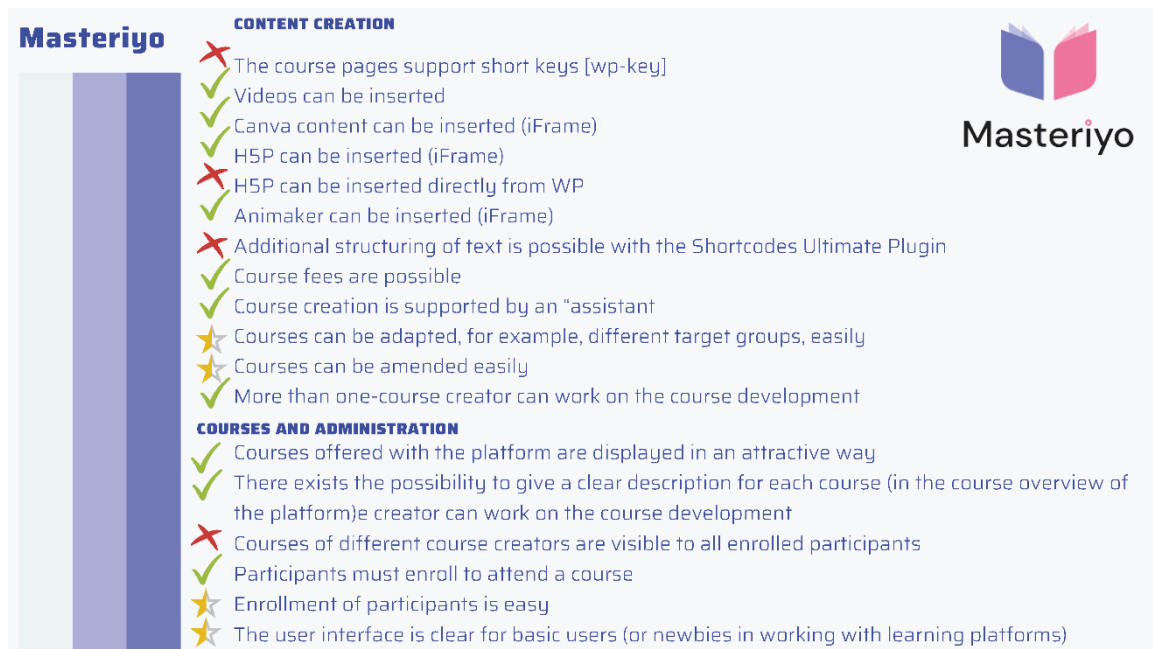 Masteriyo
CONTENT CREATION
The course pages support short keys [wp-key]
Videos can be inserted
Canva content can be inserted (iFrame)
H5P can be inserted (iFrame)
H5P can be inserted directly from WP
Animaker can be inserted (iFrame)
Additional structuring of text is possible with the Shortcodes Ultimate Plugin
Course fees are possible
Course creation is supported by an “assistant
Courses can be adapted, for example, different target groups, easily
Courses can be amended easily
More than one-course creator can work on the course development
COURSES AND ADMINISTRATION
Courses offered with the platform are displayed in an attractive way
There exists the possibility to give a clear description for each course (in the course overview of
the platform)e creator can work on the course development
Courses of different course creators are visible to all enrolled participants
Participants must enroll to attend a course
Enrollment of participants is easy
The user interface is clear for basic users (or newbies in working with learning platforms)
Masteriyo